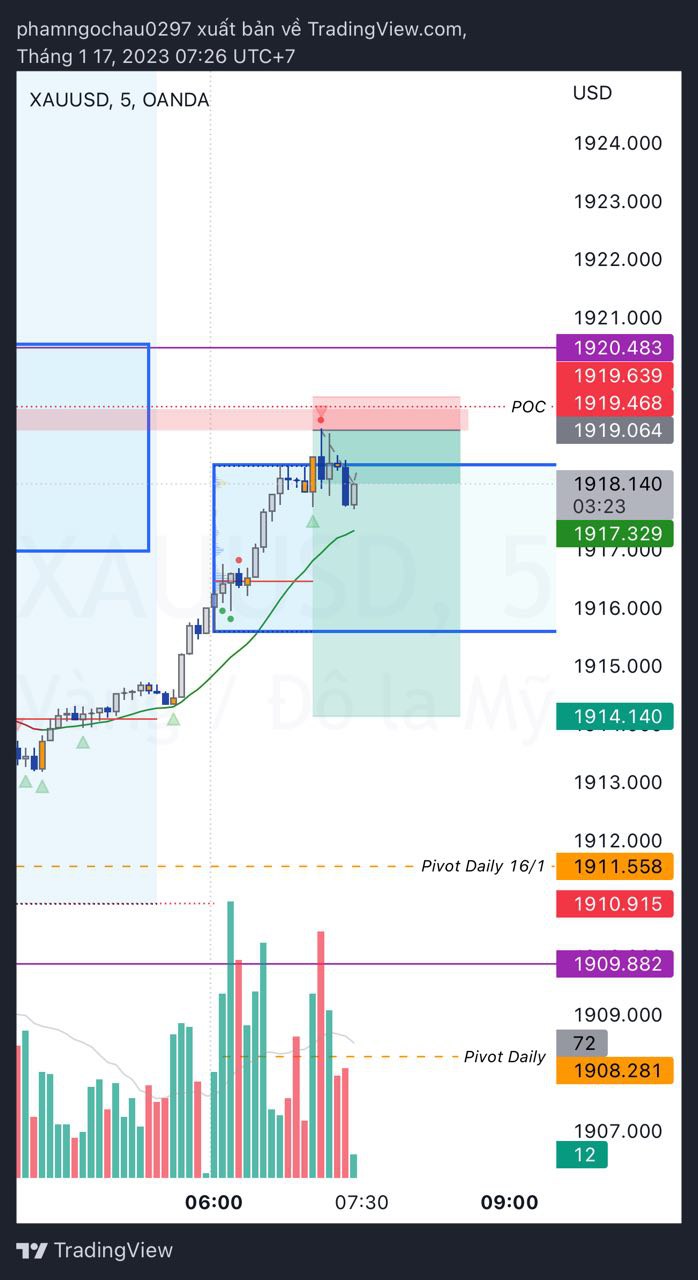 phamngochau0297 xuất bản về TradingView.com,
Tháng 1 17, 2023 07:26 UTC+7
XAUUSD, 5, OANDA
USD
1924.000
1923.000
1922.000
1921.000
1920.483
1919.639
POC
1919.468
1919.064
1918.140
03:23
1917.329
1917.000
XAUUSD, 5
1916.000
1915.000
Vàng / Đô la Mỹ
1914.140
1913.000
1912.000
Pivot Daily 16/1
1911.558
1910.915
1909.882
1909.000
72
Pivot Daily
1908.281
1907.000
12
06:00
07:30
09:00
TradingView